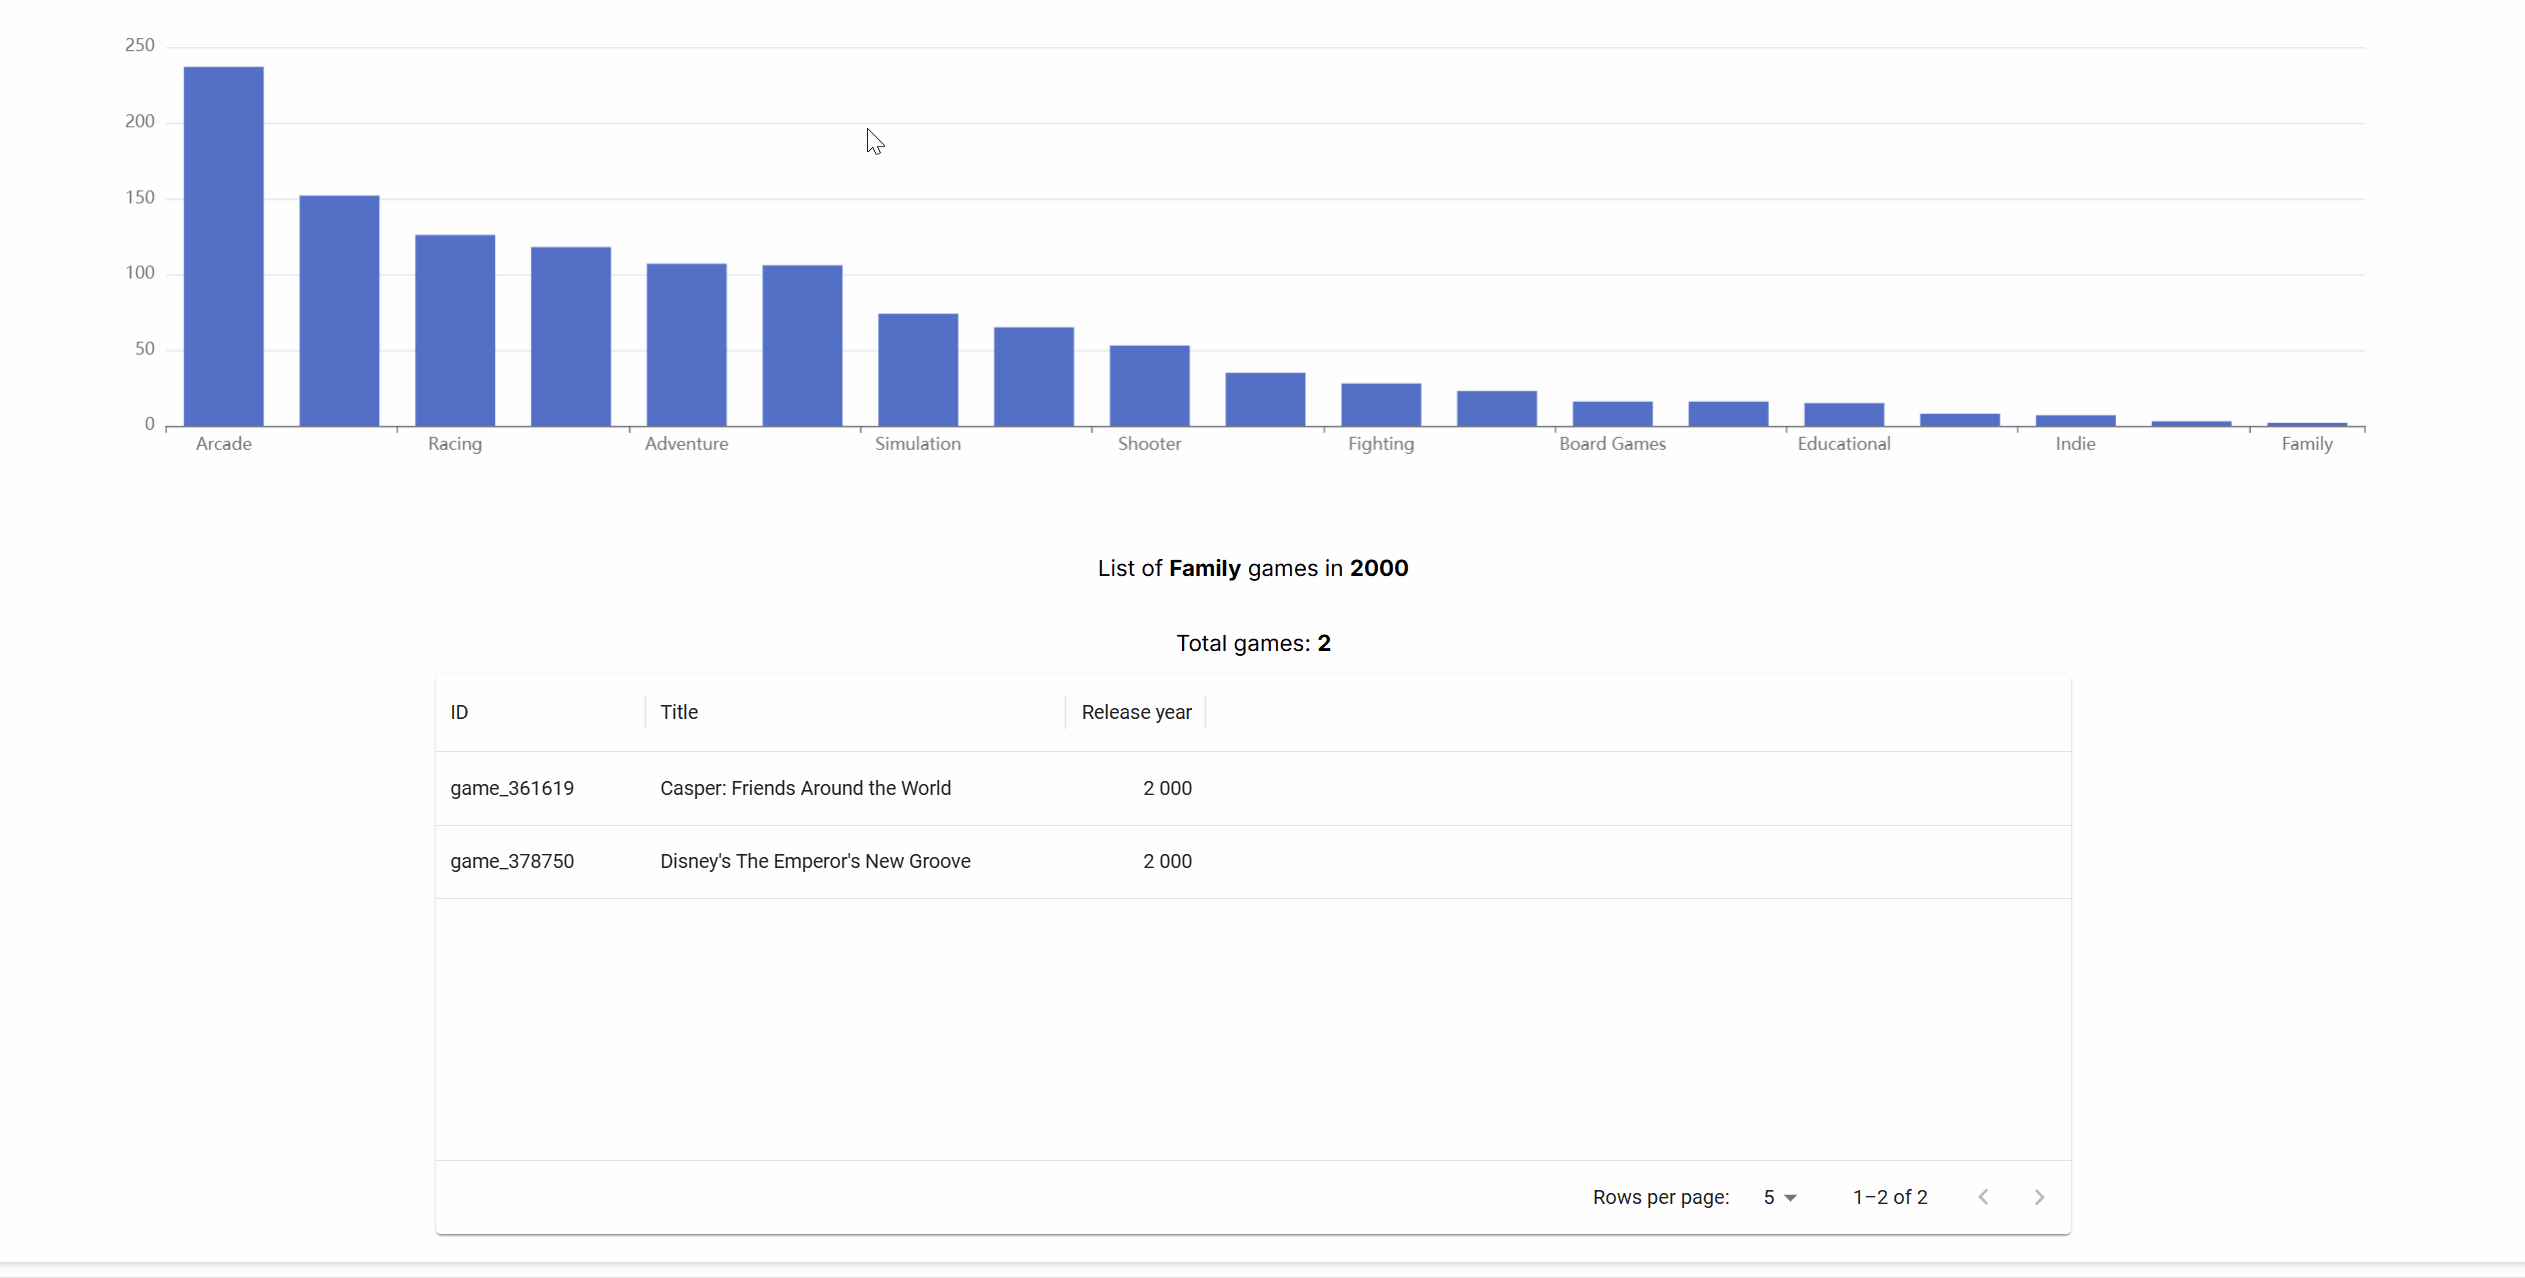 250
200
150
100
50
0
Arcade Racing Adventure Simulation Shooter Fighting Board Games Educational Indie Family
List of Family games in 2000
Total games: 2
ID Title Release year
game_361619 Casper: Friends Around the World 2 000
game_378750 Disney's The Emperor's New Groove 2 000
Rows per page: 5 1–2 of 2